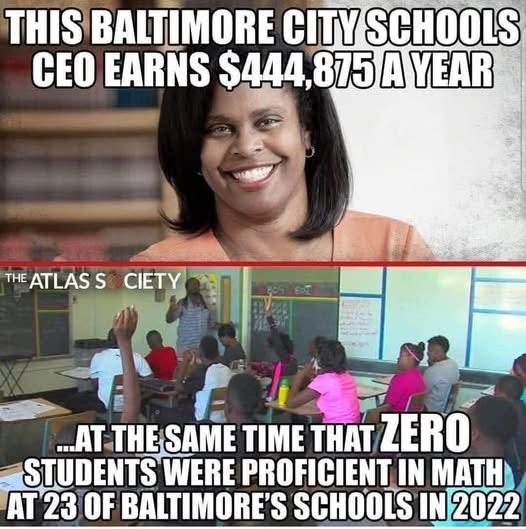 THIS BALTIMORE CITY SCHOOLS
CEO EARNS $444,875 A YEAR
THE ATLAS SOCIETY
...AT THE SAME TIME THAT ZERO
STUDENTS WERE PROFICIENT IN MATH
AT 23 OF BALTIMORE'S SCHOOLS IN 2022